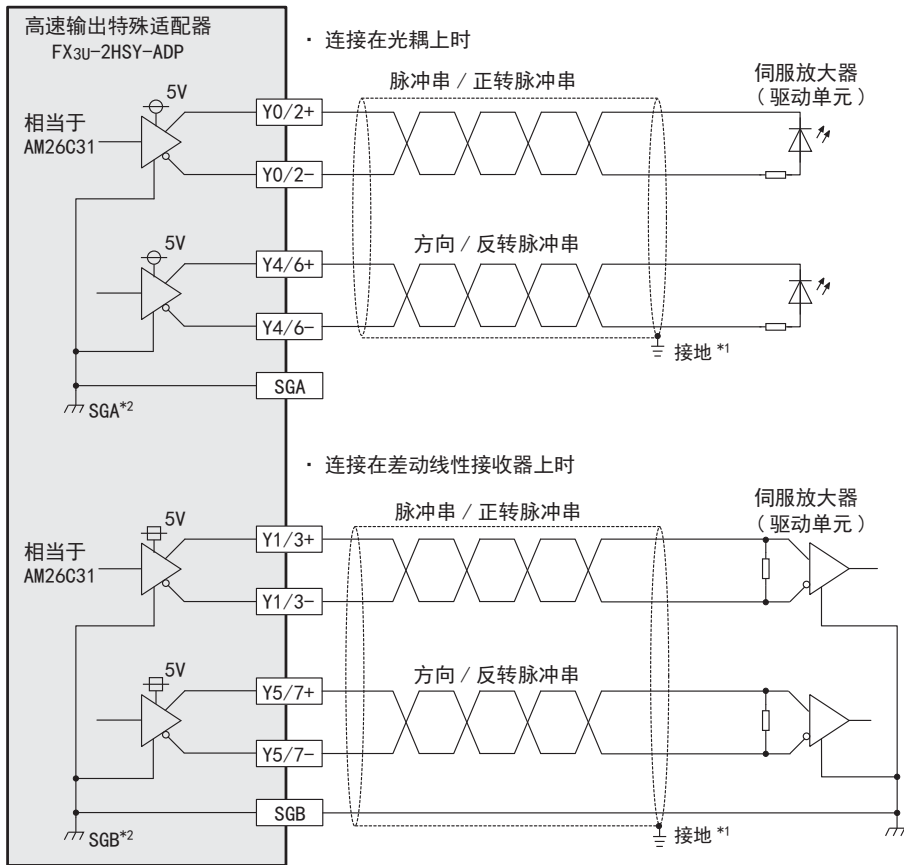 高速输出特殊适配器
FX3U-2HSY-ADP
· 连接在光耦上时
脉冲串 / 正转脉冲串
伺服放大器
（驱动单元）
5V
Y0/2+
相当于
AM26C31
Y0/2-
方向 / 反转脉冲串
5V
Y4/6+
Y4/6-
接地 *1
SGA
SGA*2
· 连接在差动线性接收器上时
脉冲串 / 正转脉冲串
伺服放大器
（驱动单元）
5V
Y1/3+
相当于
AM26C31
Y1/3-
方向 / 反转脉冲串
5V
Y5/7+
Y5/7-
SGB
SGB*2
接地 *1